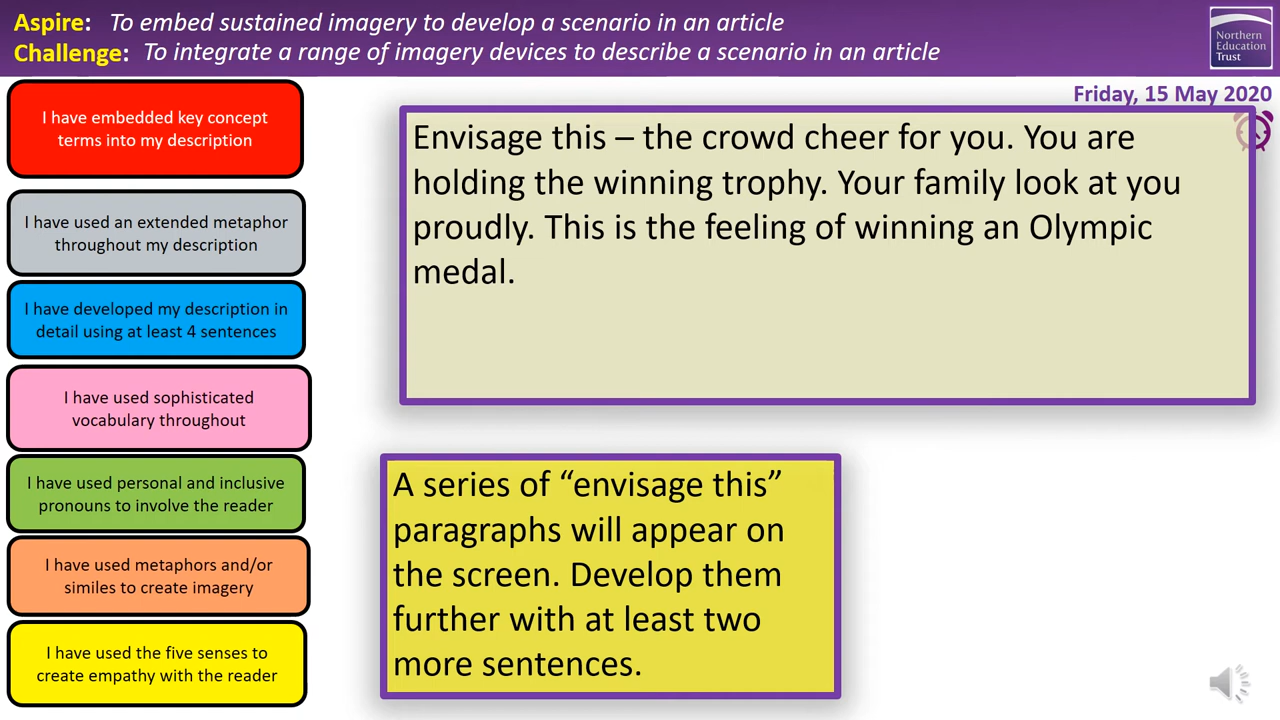 Aspire: To embed sustained imagery to develop a scenario in an article
Challenge: To integrate a range of imagery devices to describe a scenario in an article
Northern
Education
Trust
Friday, 15 May 2020
I have embedded key concept
terms into my description
I have used an extended metaphor
throughout my description
I have developed my description in
detail using at least 4 sentences
I have used sophisticated
vocabulary throughout
I have used personal and inclusive
pronouns to involve the reader
I have used metaphors and/or
similes to create imagery
I have used the five senses to
create empathy with the reader
Envisage this – the crowd cheer for you. You are
holding the winning trophy. Your family look at you
proudly. This is the feeling of winning an Olympic
medal.
A series of “envisage this”
paragraphs will appear on
the screen. Develop them
further with at least two
more sentences.